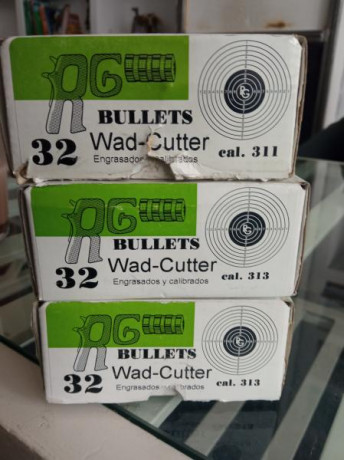 RG
BULLETS
32 Wad-Cutter
Engrasados y calibrados cal. 311
RG
BULLETS
32 Wad-Cutter
Engrasados y calibrados cal. 313
RG
BULLETS
32 Wad-Cutter
Engrasados y calibrados cal. 313